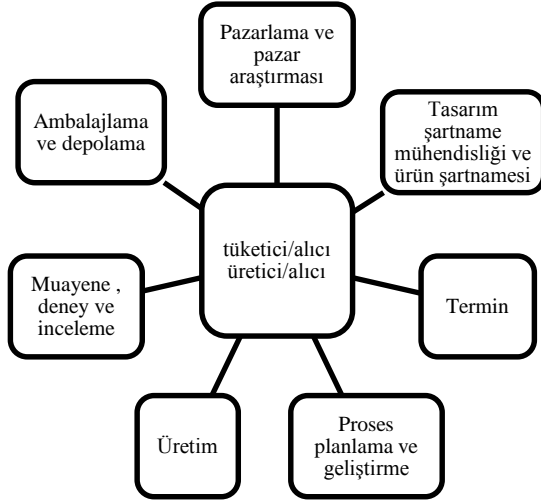 Pazarlama ve
pazar
araştırması
Tasarım
şartname
mühendisliği ve
ürün şartnamesi
Termin
Proses
planlama ve
geliştirme
Üretim
Muayene ,
deney ve
inceleme
Ambalajlama
ve depolama
tüketici/alıcı
üretici/alıcı